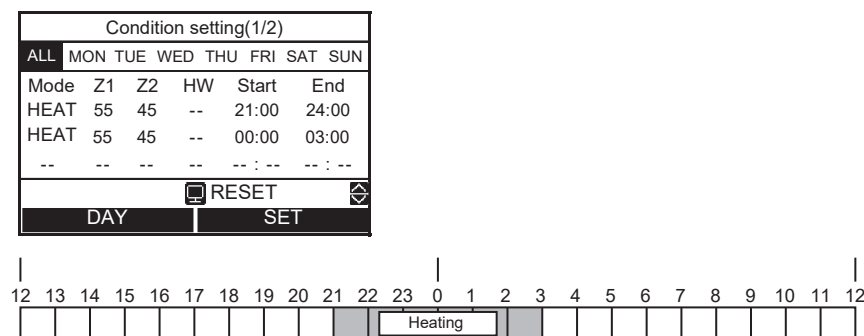 Condition setting(1/2)
ALL MON TUE WED THU FRI SAT SUN
Mode Z1 Z2 HW Start End
HEAT 55 45 -- 21:00 24:00
HEAT 55 45 -- 00:00 03:00
-- -- -- -- -- : -- -- : --
RESET
DAY SET
12 13 14 15 16 17 18 19 20 21 22 23 0 1 2 3 4 5 6 7 8 9 10 11 12
Heating